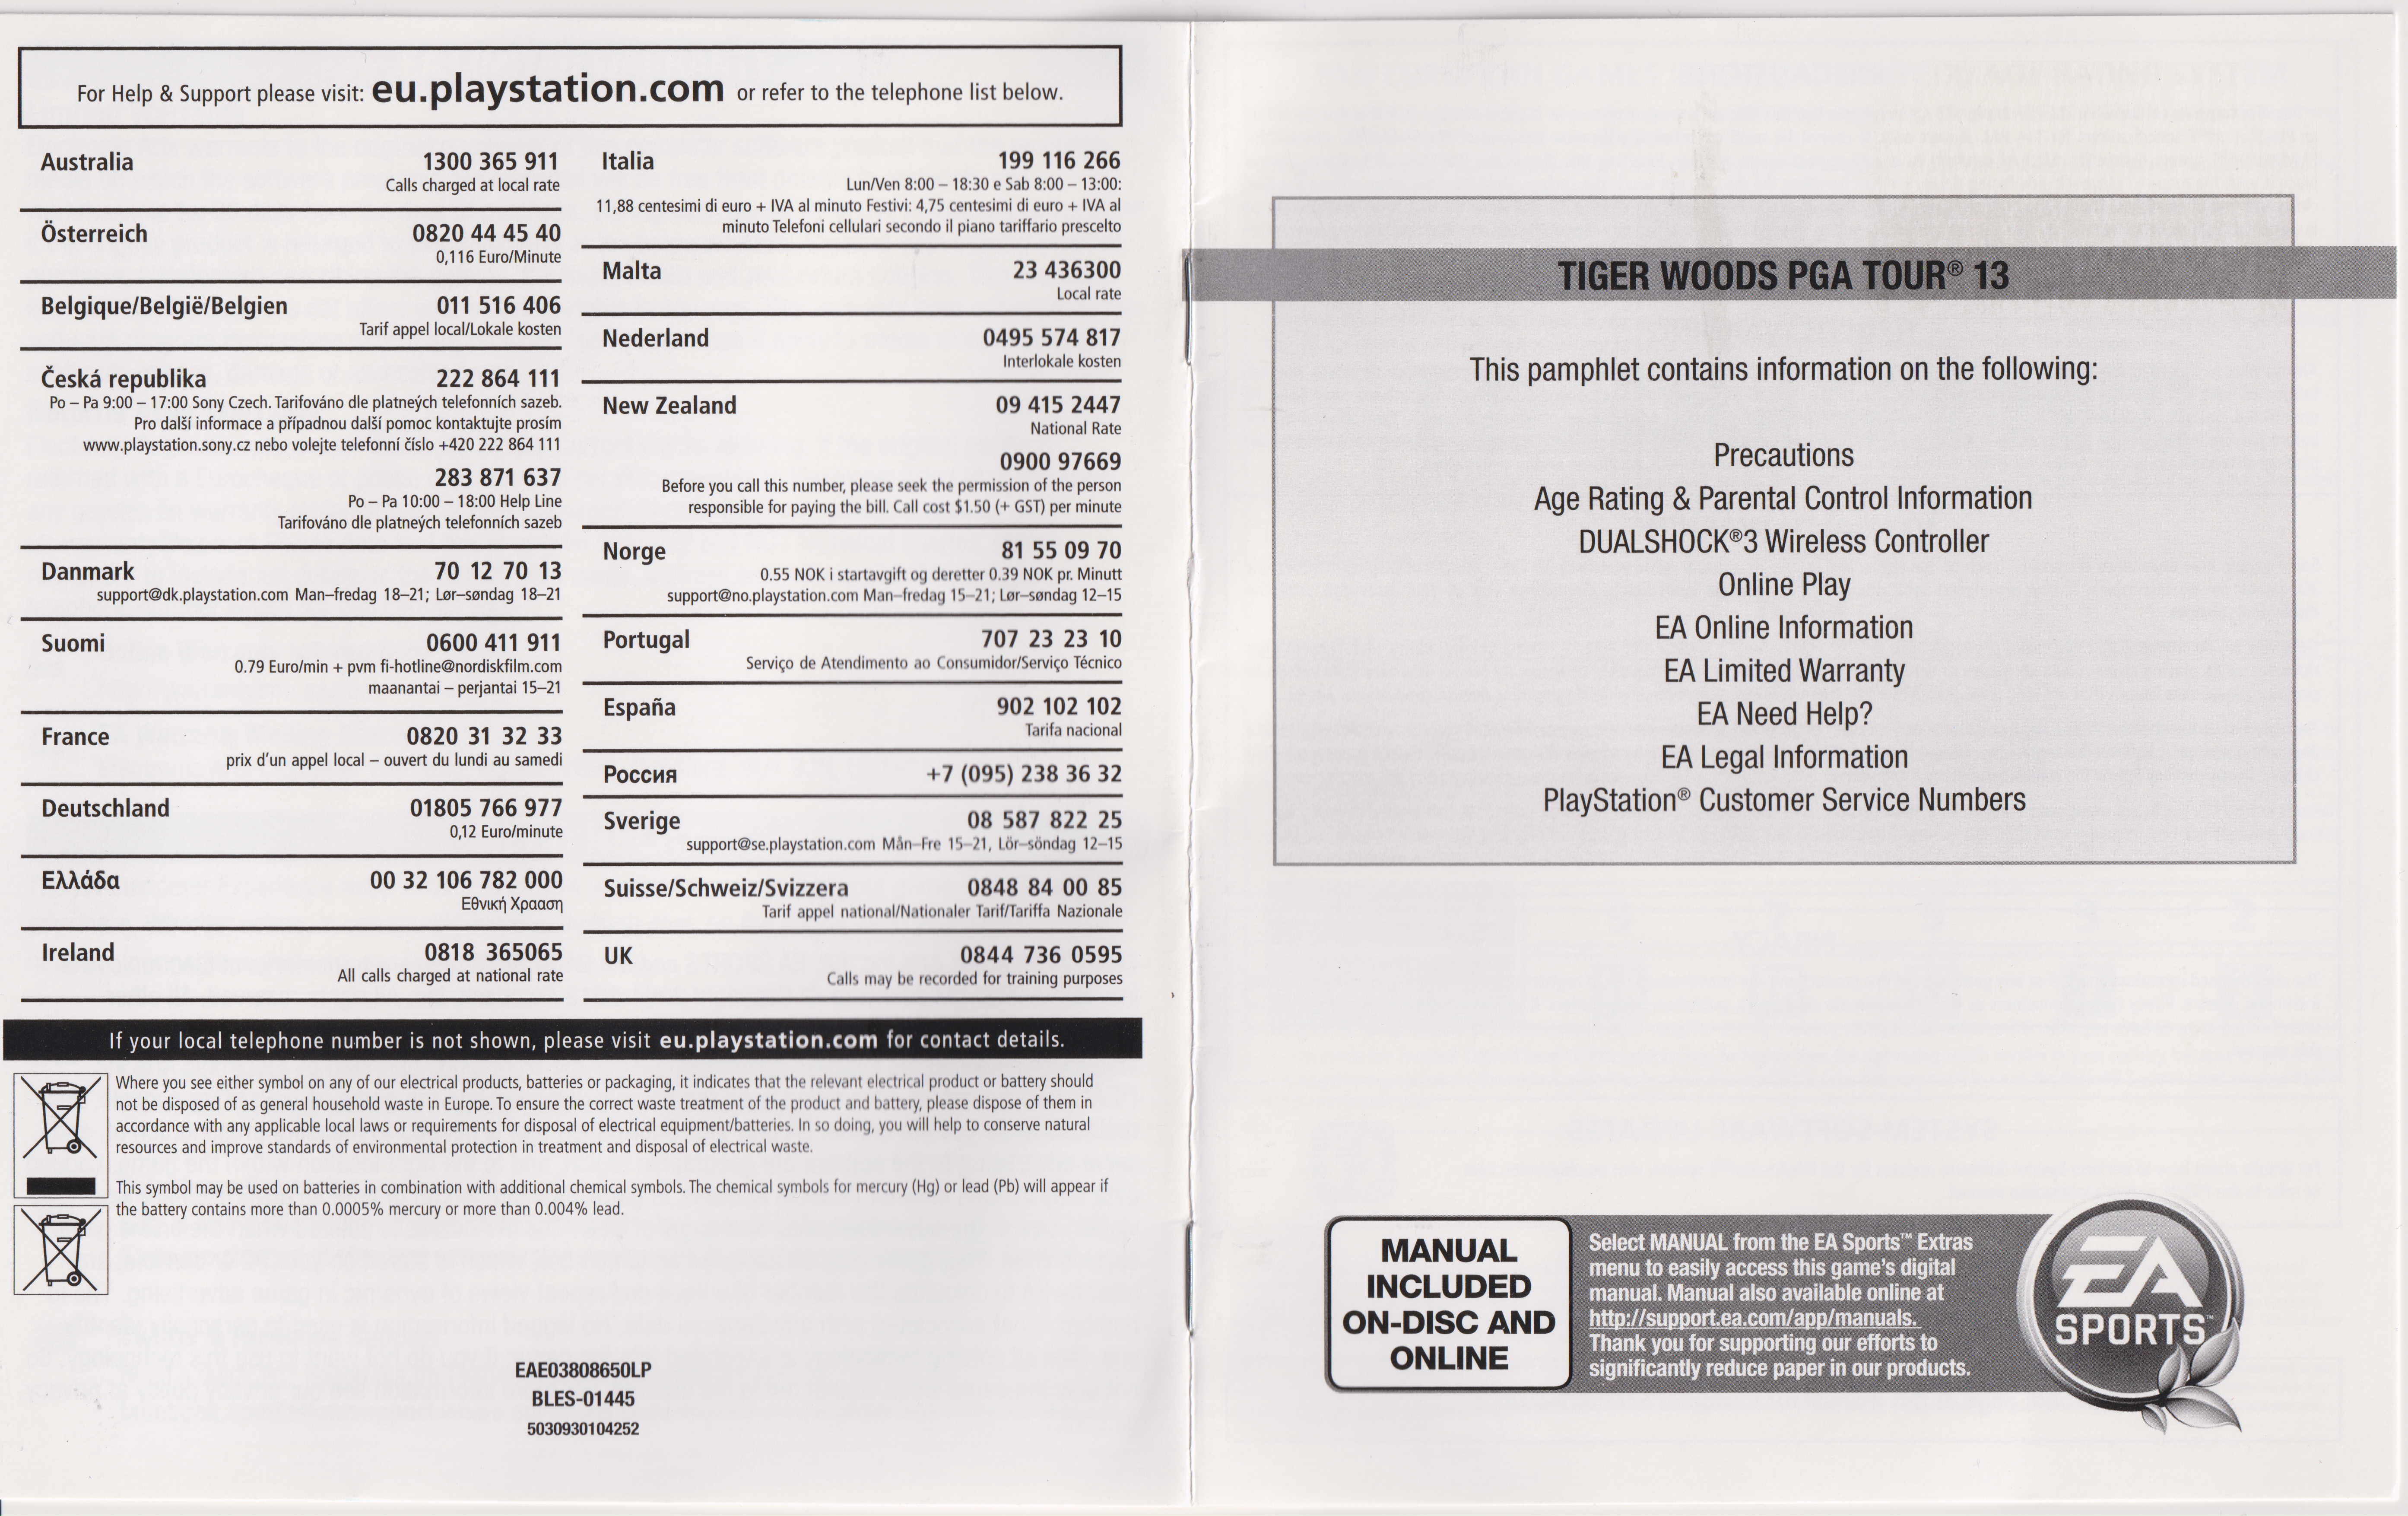 For Help & Support please visit: eu.playstation.com or refer to the telephone list below.
Australia 1300 365 911
Calls charged at local rate
Österreich 0820 44 45 40
0,116 Euro/Minute
Belgique/België/Belgien 011 516 406
Tarif appel local/Lokale kosten
Česká republika 222 864 111
Po – Pa 9:00 – 17:00 Sony Czech. Tarifováno dle platneých telefonních sazeb.
Pro další informace a případnou další pomoc kontaktujte prosím
www.playstation.sony.cz nebo volejte telefonní číslo +420 222 864 111
283 871 637
Po – Pa 10:00 – 18:00 Help Line
Tarifováno dle platneých telefonních sazeb
Danmark 70 12 70 13
support@dk.playstation.com Man–fredag 18–21; Lør–søndag 18–21
Suomi 0600 411 911
0.79 Euro/min + pvm fi-hotline@nordiskfilm.com
maanantai – perjantai 15–21
France 0820 31 32 33
prix d'un appel local – ouvert du lundi au samedi
Deutschland 01805 766 977
0,12 Euro/minute
Ελλάδα 00 32 106 782 000
Εθνική Χρααση
Ireland 0818 365065
All calls charged at national rate
Italia 199 116 266
Lun/Ven 8:00 – 18:30 e Sab 8:00 – 13:00:
11,88 centesimi di euro + IVA al minuto Festivi: 4,75 centesimi di euro + IVA al
minuto Telefoni cellulari secondo il piano tariffario prescelto
Malta 23 436300
Local rate
Nederland 0495 574 817
Interlokale kosten
New Zealand 09 415 2447
National Rate
0900 97669
Before you call this number, please seek the permission of the person
responsible for paying the bill. Call cost $1.50 (+ GST) per minute
Norge 81 55 09 70
0.55 NOK i startavgift og deretter 0.39 NOK pr. Minutt
support@no.playstation.com Man–fredag 15–21; Lør–søndag 12–15
Portugal 707 23 23 10
Serviço de Atendimento ao Consumidor/Serviço Técnico
España 902 102 102
Tarifa nacional
Россия +7 (095) 238 36 32
Sverige 08 587 822 25
support@se.playstation.com Mån–Fre 15–21, Lör–söndag 12–15
Suisse/Schweiz/Svizzera 0848 84 00 85
Tarif appel national/Nationaler Tarif/Tariffa Nazionale
UK 0844 736 0595
Calls may be recorded for training purposes
If your local telephone number is not shown, please visit eu.playstation.com for contact details.
Where you see either symbol on any of our electrical products, batteries or packaging, it indicates that the relevant electrical product or battery should
not be disposed of as general household waste in Europe. To ensure the correct waste treatment of the product and battery, please dispose of them in
accordance with any applicable local laws or requirements for disposal of electrical equipment/batteries. In so doing, you will help to conserve natural
resources and improve standards of environmental protection in treatment and disposal of electrical waste.
This symbol may be used on batteries in combination with additional chemical symbols. The chemical symbols for mercury (Hg) or lead (Pb) will appear if
the battery contains more than 0.0005% mercury or more than 0.004% lead.
EAE03808650LP
BLES-01445
5030930104252
TIGER WOODS PGA TOUR® 13
This pamphlet contains information on the following:
Precautions
Age Rating & Parental Control Information
DUALSHOCK®3 Wireless Controller
Online Play
EA Online Information
EA Limited Warranty
EA Need Help?
EA Legal Information
PlayStation® Customer Service Numbers
MANUAL
INCLUDED
ON-DISC AND
ONLINE
Select MANUAL from the EA Sports™ Extras
menu to easily access this game's digital
manual. Manual also available online at
http://support.ea.com/app/manuals.
Thank you for supporting our efforts to
significantly reduce paper in our products.
EA
SPORTS™